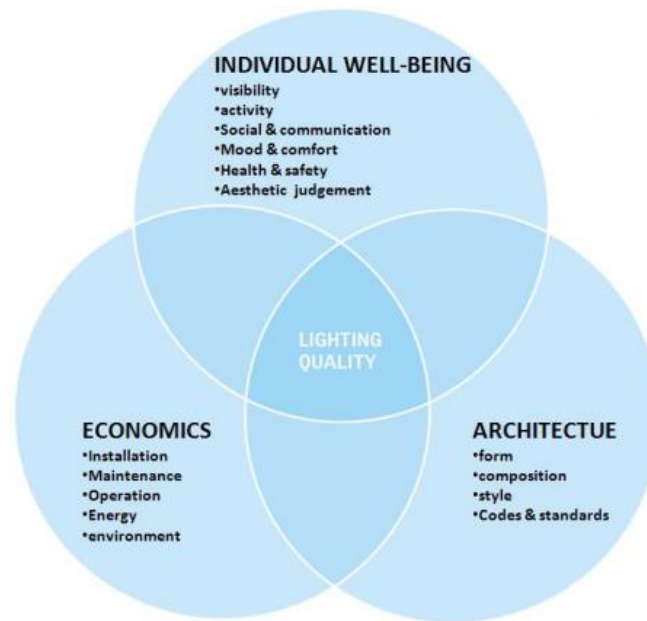 INDIVIDUAL WELL-BEING
•visibility
•activity
•Social & communication
•Mood & comfort
•Health & safety
•Aesthetic judgement
LIGHTING
QUALITY
ECONOMICS
•Installation
•Maintenance
•Operation
•Energy
•environment
ARCHITECTUE
•form
•composition
•style
•Codes & standards